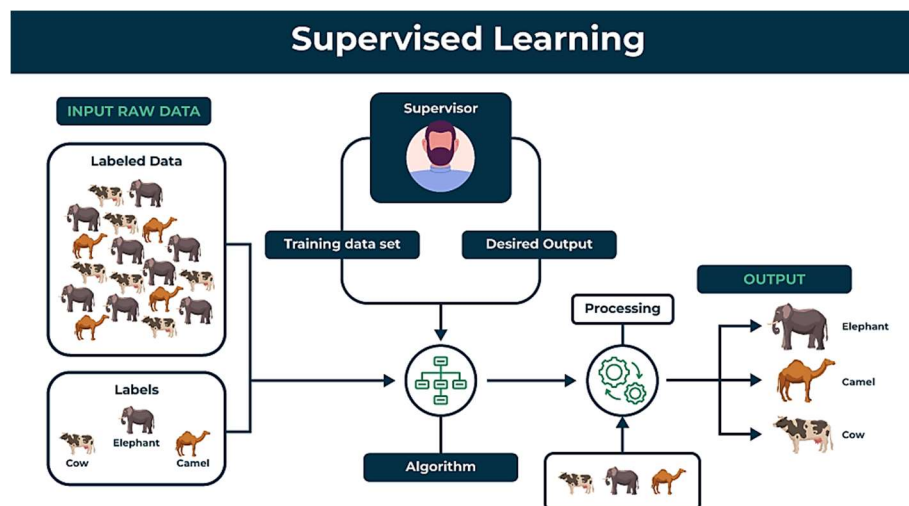 Supervised Learning
INPUT RAW DATA
Labeled Data
Labels
Elephant
Cow
Camel
Supervisor
Training data set
Desired Output
Algorithm
Processing
OUTPUT
Elephant
Camel
Cow